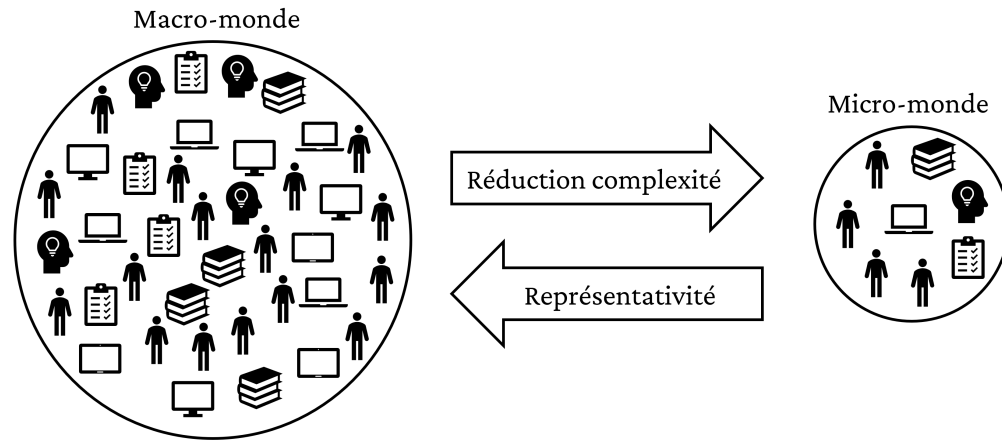 Macro-monde
Micro-monde
Réduction complexité
Représentativité